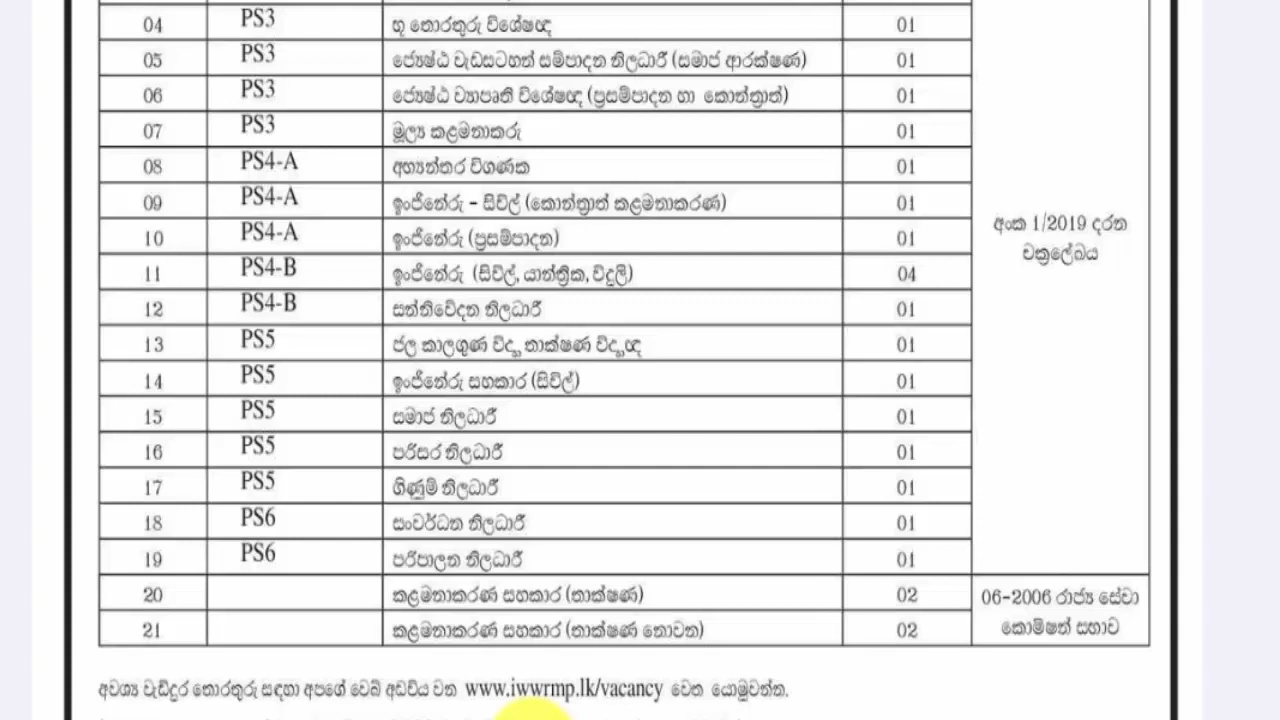 04 PS3 භූ තොරතුරු විශේෂඥ 01
05 PS3 ජ්‍යෙෂ්ඨ වැඩසටහන් සම්පාදන නිලධාරී (සමාජ ආරක්ෂණ) 01
06 PS3 ජ්‍යෙෂ්ඨ ව්‍යාපෘති විශේෂඥ (ප්‍රසම්පාදන හා කොන්ත්‍රාත්) 01
07 PS3 මූල්‍ය කළමනාකරු 01
08 PS4-A අභ්‍යන්තර විගණක 01
09 PS4-A ඉංජිනේරු – සිවිල් (කොන්ත්‍රාත් කළමනාකරණ) 01
10 PS4-A ඉංජිනේරු (ප්‍රසම්පාදන) 01
11 PS4-B ඉංජිනේරු (සිවිල්, යාන්ත්‍රික, විදුලි) 04
12 PS4-B සන්නිවේදන නිලධාරී 01
13 PS5 ජල කාලගුණ විද්‍යා තාක්ෂණ විද්‍යාඥ 01
14 PS5 ඉංජිනේරු සහකාර (සිවිල්) 01
15 PS5 සමාජ නිලධාරී 01
16 PS5 පරිසර නිලධාරී 01
17 PS5 ගිණුම් නිලධාරී 01
18 PS6 සංවර්ධන නිලධාරී 01
19 PS6 පරිපාලන නිලධාරී 01
අංක 1/2019 දරන
චක්‍රලේඛය
20 කළමනාකරණ සහකාර (තාක්ෂණ) 02
21 කළමනාකරණ සහකාර (තාක්ෂණ නොවන) 02
06–2006 රාජ්‍ය සේවා
කොමිෂන් සභාව
අවශ්‍ය වැඩිදුර තොරතුරු සඳහා අපගේ වෙබ් අඩවිය වන www.iwwrmp.lk/vacancy වෙත යොමුවන්න.